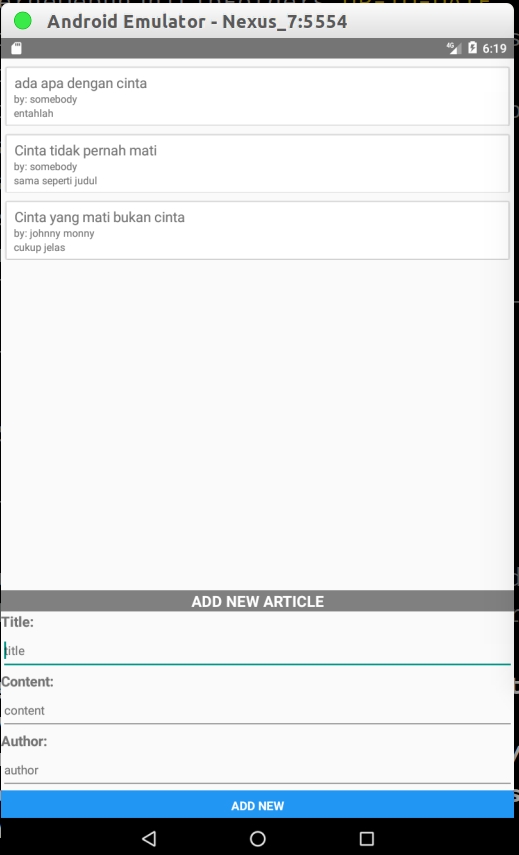 Android Emulator - Nexus_7:5554
4G 6:19
ada apa dengan cinta
by: somebody
entahlah
Cinta tidak pernah mati
by: somebody
sama seperti judul
Cinta yang mati bukan cinta
by: johnny monny
cukup jelas
ADD NEW ARTICLE
Title:
title
Content:
content
Author:
author
ADD NEW